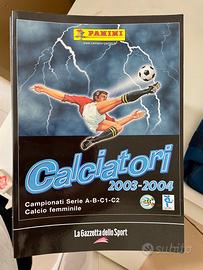 PANINI
Calciatori
2003-2004
Campionati Serie A-B-C1-C2
Calcio femminile
La Gazzetta dello Sport
subito